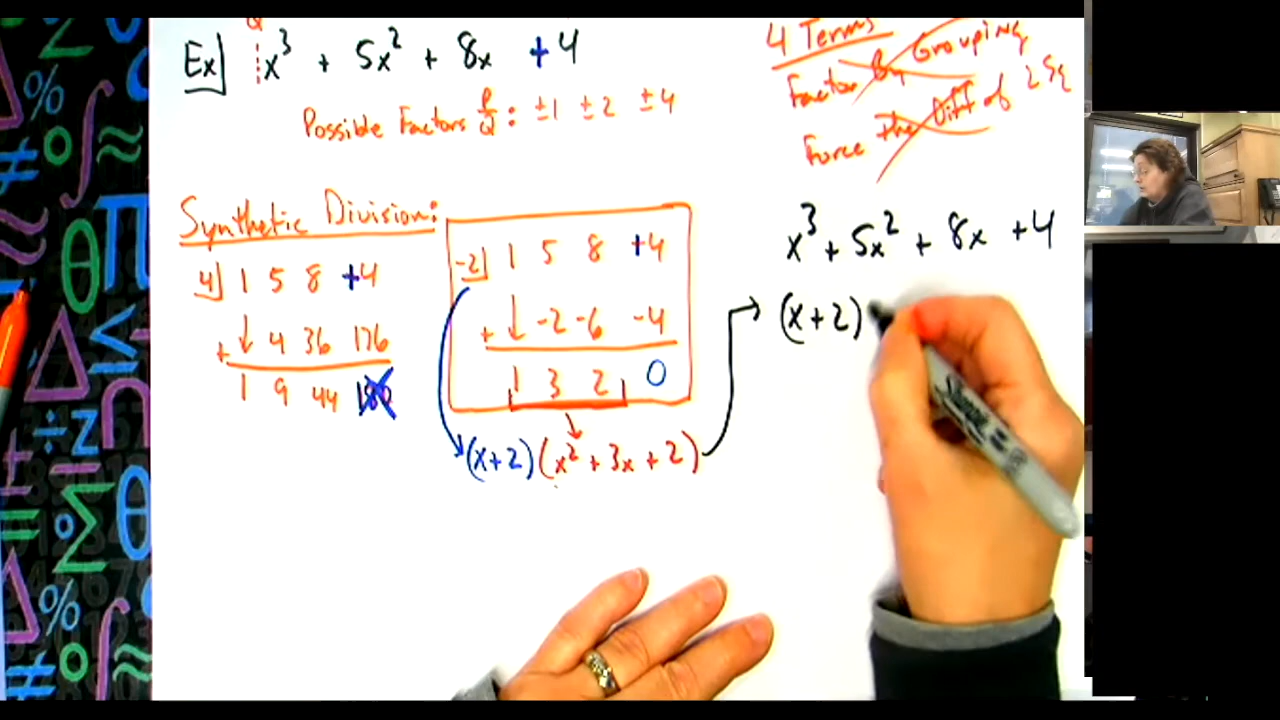 Ex] x³ + 5x² + 8x + 4
Possible Factors P/Q : ±1 ±2 ±4
4 Terms
Factor By Grouping
Force the Diff of 2 Sq
Synthetic Division:
4] 1 5 8 +4
+ ↓ 4 36 176
1 9 44 180
-2] 1 5 8 +4
+ ↓ -2 -6 -4
1 3 2 0
(x+2)(x² + 3x + 2)
x³ + 5x² + 8x + 4
(x+2)